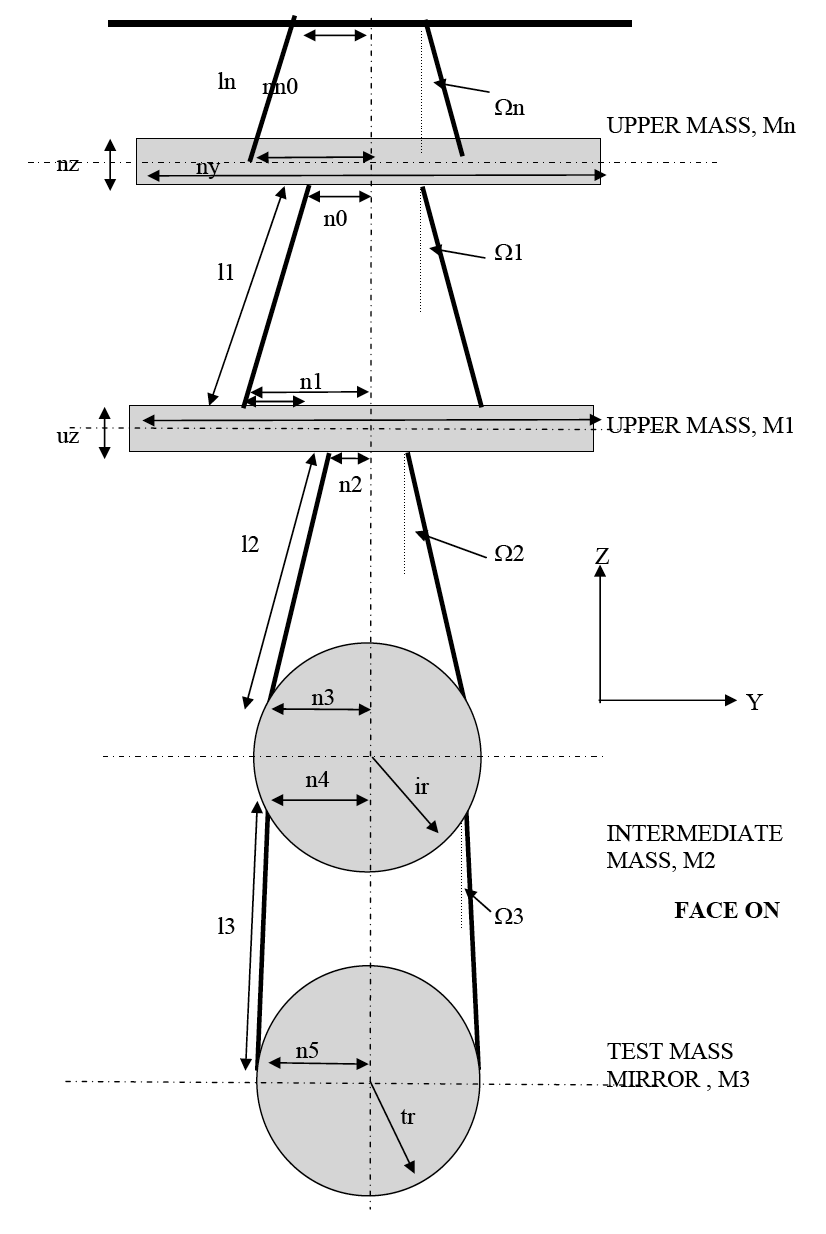 ln
nn0
Ωn
UPPER MASS, Mn
nz
ny
n0
Ω1
l1
n1
UPPER MASS, M1
uz
n2
l2
Ω2
Z
Y
n3
n4
ir
INTERMEDIATE
MASS, M2
FACE ON
l3
Ω3
n5
TEST MASS
MIRROR , M3
tr